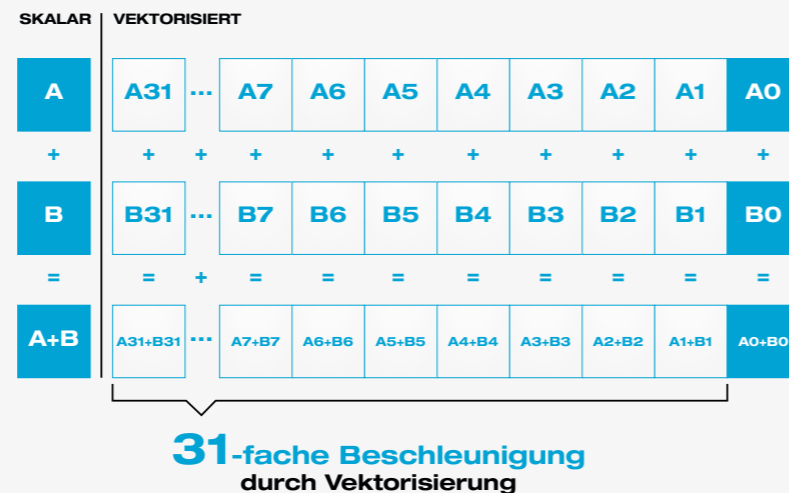 SKALAR VEKTORISIERT
A A31 ... A7 A6 A5 A4 A3 A2 A1 A0
+ + + + + + + + + + +
B B31 ... B7 B6 B5 B4 B3 B2 B1 B0
= = + = = = = = = = =
A+B A31+B31 ... A7+B7 A6+B6 A5+B5 A4+B4 A3+B3 A2+B2 A1+B1 A0+B0
31-fache Beschleunigung
durch Vektorisierung